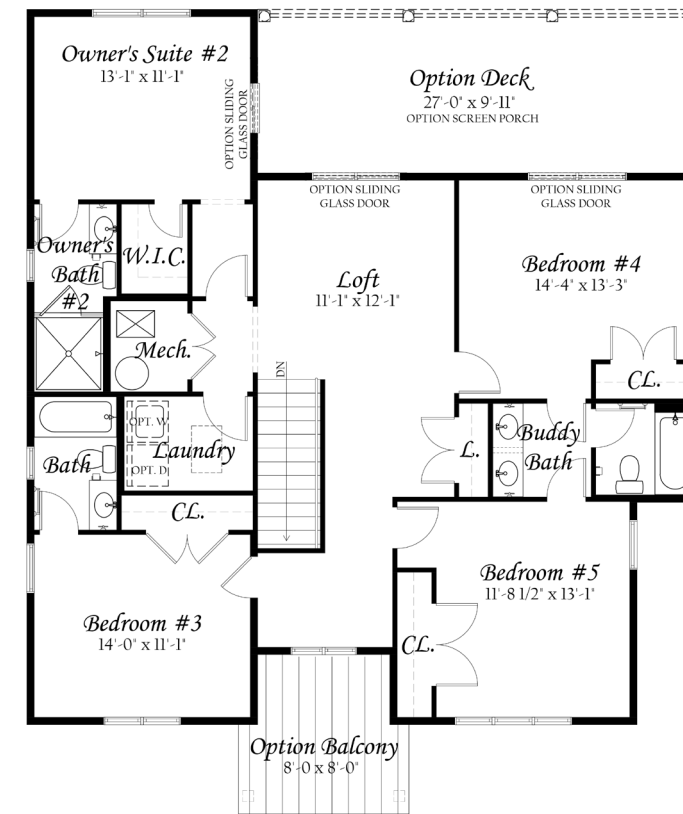 Owner's Suite #2
13'-1" x 11'-1"
OPTION SLIDING
GLASS DOOR
Option Deck
27'-0" x 9'-11"
OPTION SCREEN PORCH
OPTION SLIDING
GLASS DOOR
OPTION SLIDING
GLASS DOOR
Owner's
Bath
#2
W.I.C.
Loft
11'-1" x 12'-1"
Bedroom #4
14'-4" x 13'-3"
Mech.
DN
CL.
OPT. W
Laundry
OPT. D
Bath
L.
Buddy
Bath
CL.
Bedroom #3
14'-0" x 11'-1"
Bedroom #5
11'-8 1/2" x 13'-1"
CL.
Option Balcony
8'-0 x 8'-0"